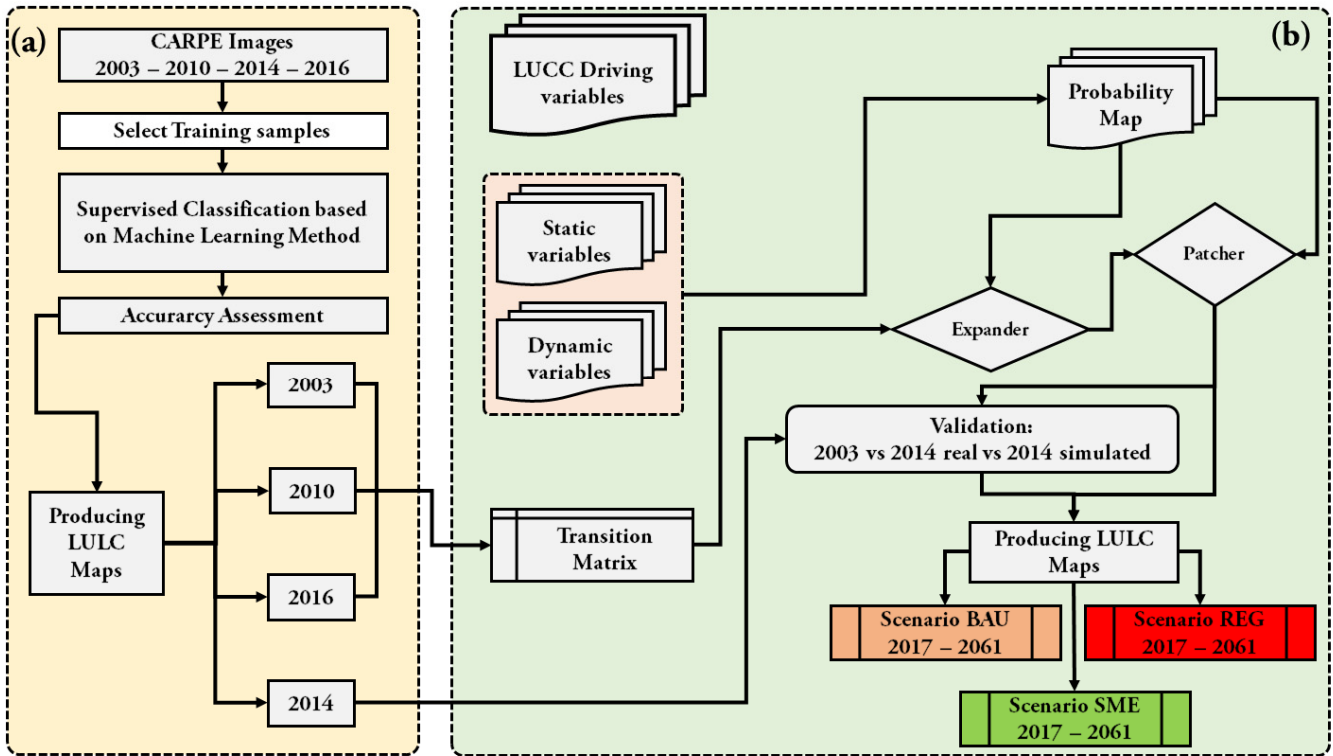 (a)
CARPE Images
2003 – 2010 – 2014 – 2016
Select Training samples
Supervised Classification based
on Machine Learning Method
Accurarcy Assessment
2003
2010
Producing
LULC
Maps
2016
2014
(b)
LUCC Driving
variables
Probability
Map
Static
variables
Patcher
Expander
Dynamic
variables
Validation:
2003 vs 2014 real vs 2014 simulated
Transition
Matrix
Producing LULC
Maps
Scenario BAU
2017 – 2061
Scenario REG
2017 – 2061
Scenario SME
2017 – 2061